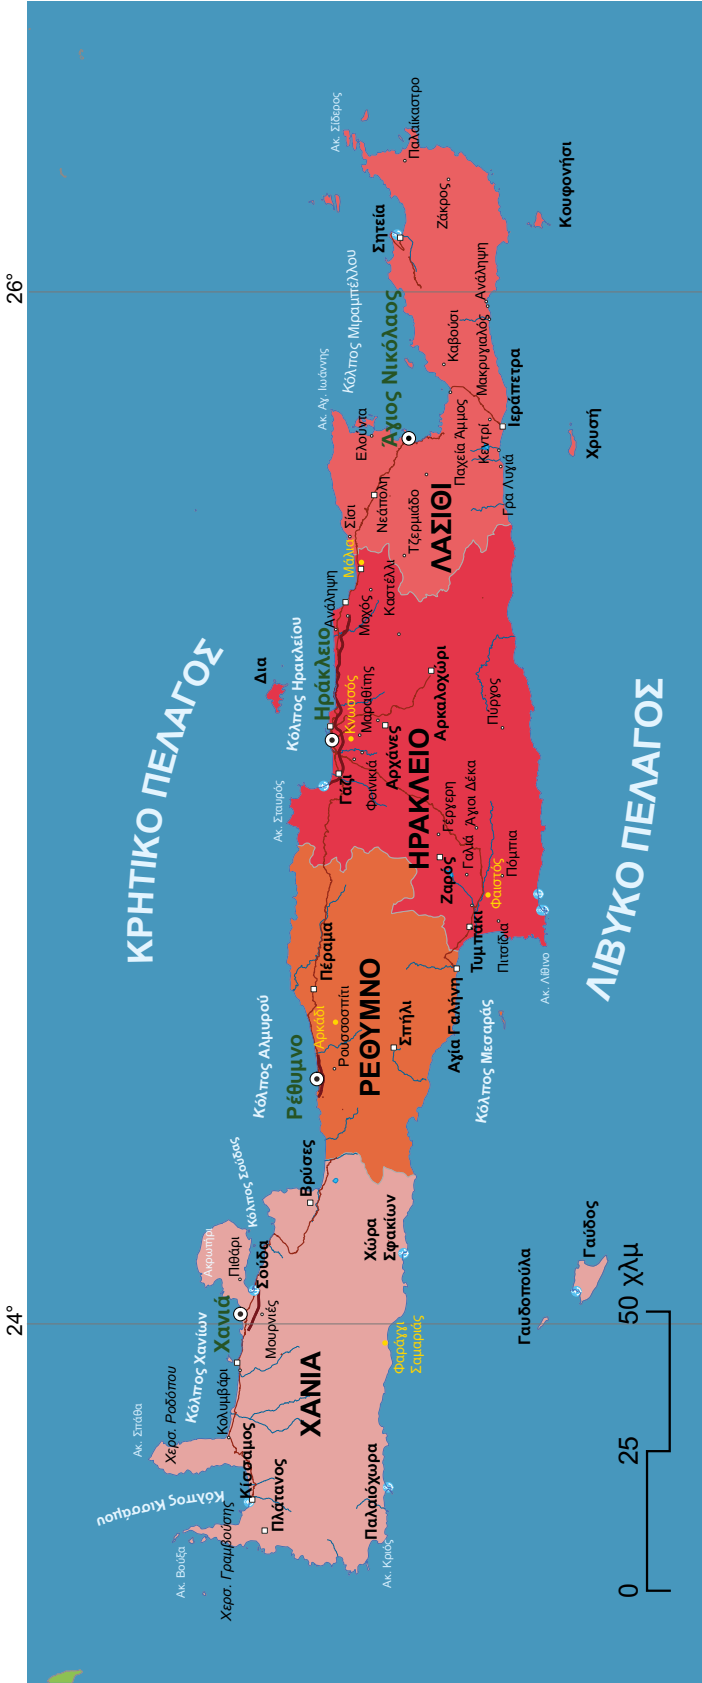 24°
26°
ΚΡΗΤΙΚΟ ΠΕΛΑΓΟΣ
ΛΙΒΥΚΟ ΠΕΛΑΓΟΣ
ΧΑΝΙΑ
ΡΕΘΥΜΝΟ
ΗΡΑΚΛΕΙΟ
ΛΑΣΙΘΙ
Ακ. Βούξα
Χερσ. Γραμβούσης
Κόλπος Κισσάμου
Ακ. Σπάθα
Χερσ. Ροδόπου
Κόλπος Χανίων
Κολυμβάρι
Κίσσαμος
Πλάτανος
Παλαιόχωρα
Ακ. Κριός
Χανιά
Ακρωτήρι
Πιθάρι
Σούδα
Μουρνιές
Κόλπος Σούδας
Βρύσες
Χώρα
Σφακίων
Φαράγγι
Σαμαριάς
Γαυδοπούλα
Γαύδος
Κόλπος Αλμυρού
Ρέθυμνο
Αρκάδι
Ρουσσοσπίτι
Πέραμα
Σπήλι
Αγία Γαλήνη
Κόλπος Μεσαράς
Ακ. Σταυρός
Δια
Κόλπος Ηρακλείου
Ηράκλειο
Κνωσσός
Γάζι
Φοινικιά
Μαραθίτης
Αρχάνες
Αρκαλοχώρι
Ανάληψη
Μοχός
Καστέλλι
Μάλια
Ζαρός
Γέργερη
Γαλιά
Άγιοι Δέκα
Πύργος
Τυμπάκι
Φαιστός
Πόμπια
Πιτσίδια
Ακ. Λίθινο
Σίσι
Νεάπολη
Τζερμιάδο
Ελούντα
Ακ. Αγ. Ιωάννης
Κόλπος Μιραμπέλλου
Άγιος Νικόλαος
Παχεία Άμμος
Καβούσι
Κεντρί
Γρα Λυγιά
Ιεράπετρα
Μακρυγιαλός
Ανάληψη
Χρυσή
Σητεία
Ακ. Σίδερος
Παλαίκαστρο
Ζάκρος
Κουφονήσι
0
25
50 χλμ